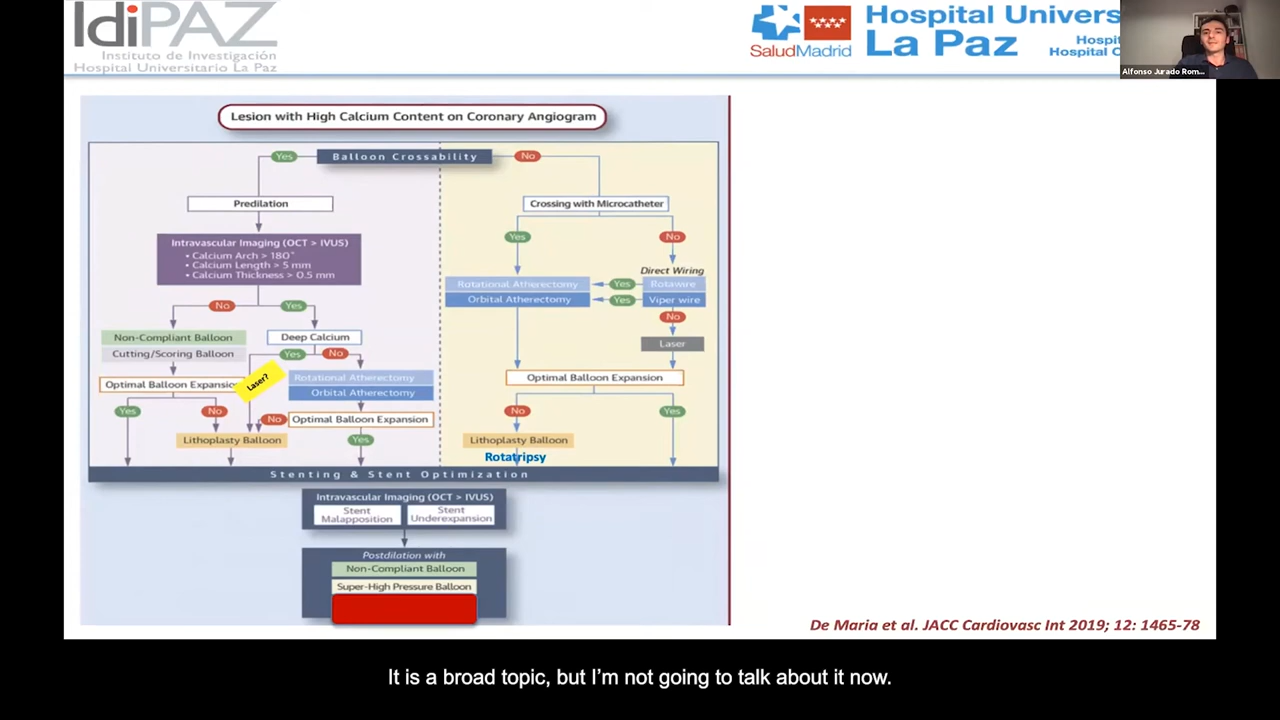 IdiPAZ
Instituto de Investigación
Hospital Universitario La Paz
SaludMadrid
Hospital Univers
La Paz
Hospi
Hospital C
Alfonso Jurado Rom...
Lesion with High Calcium Content on Coronary Angiogram
Yes
Balloon Crossability
No
Predilation
Crossing with Microcatheter
Intravascular Imaging (OCT > IVUS)
• Calcium Arch > 180°
• Calcium Length > 5 mm
• Calcium Thickness > 0.5 mm
Yes
No
Direct Wiring
Rotational Atherectomy
Yes
Rotawire
Orbital Atherectomy
Yes
Viper wire
No
Yes
No
Non-Compliant Balloon
Deep Calcium
Laser
Cutting/Scoring Balloon
Yes
No
Optimal Balloon Expansio
Laser?
Rotational Atherectomy
Orbital Atherectomy
Optimal Balloon Expansion
Yes
No
No
Optimal Balloon Expansion
No
Yes
Lithoplasty Balloon
Yes
Lithoplasty Balloon
Rotatripsy
Stenting & Stent Optimization
Intravascular Imaging (OCT > IVUS)
Stent
Malapposition
Stent
Underexpansion
Postdilation with
Non-Compliant Balloon
Super-High Pressure Balloon
De Maria et al. JACC Cardiovasc Int 2019; 12: 1465-78
It is a broad topic, but I'm not going to talk about it now.